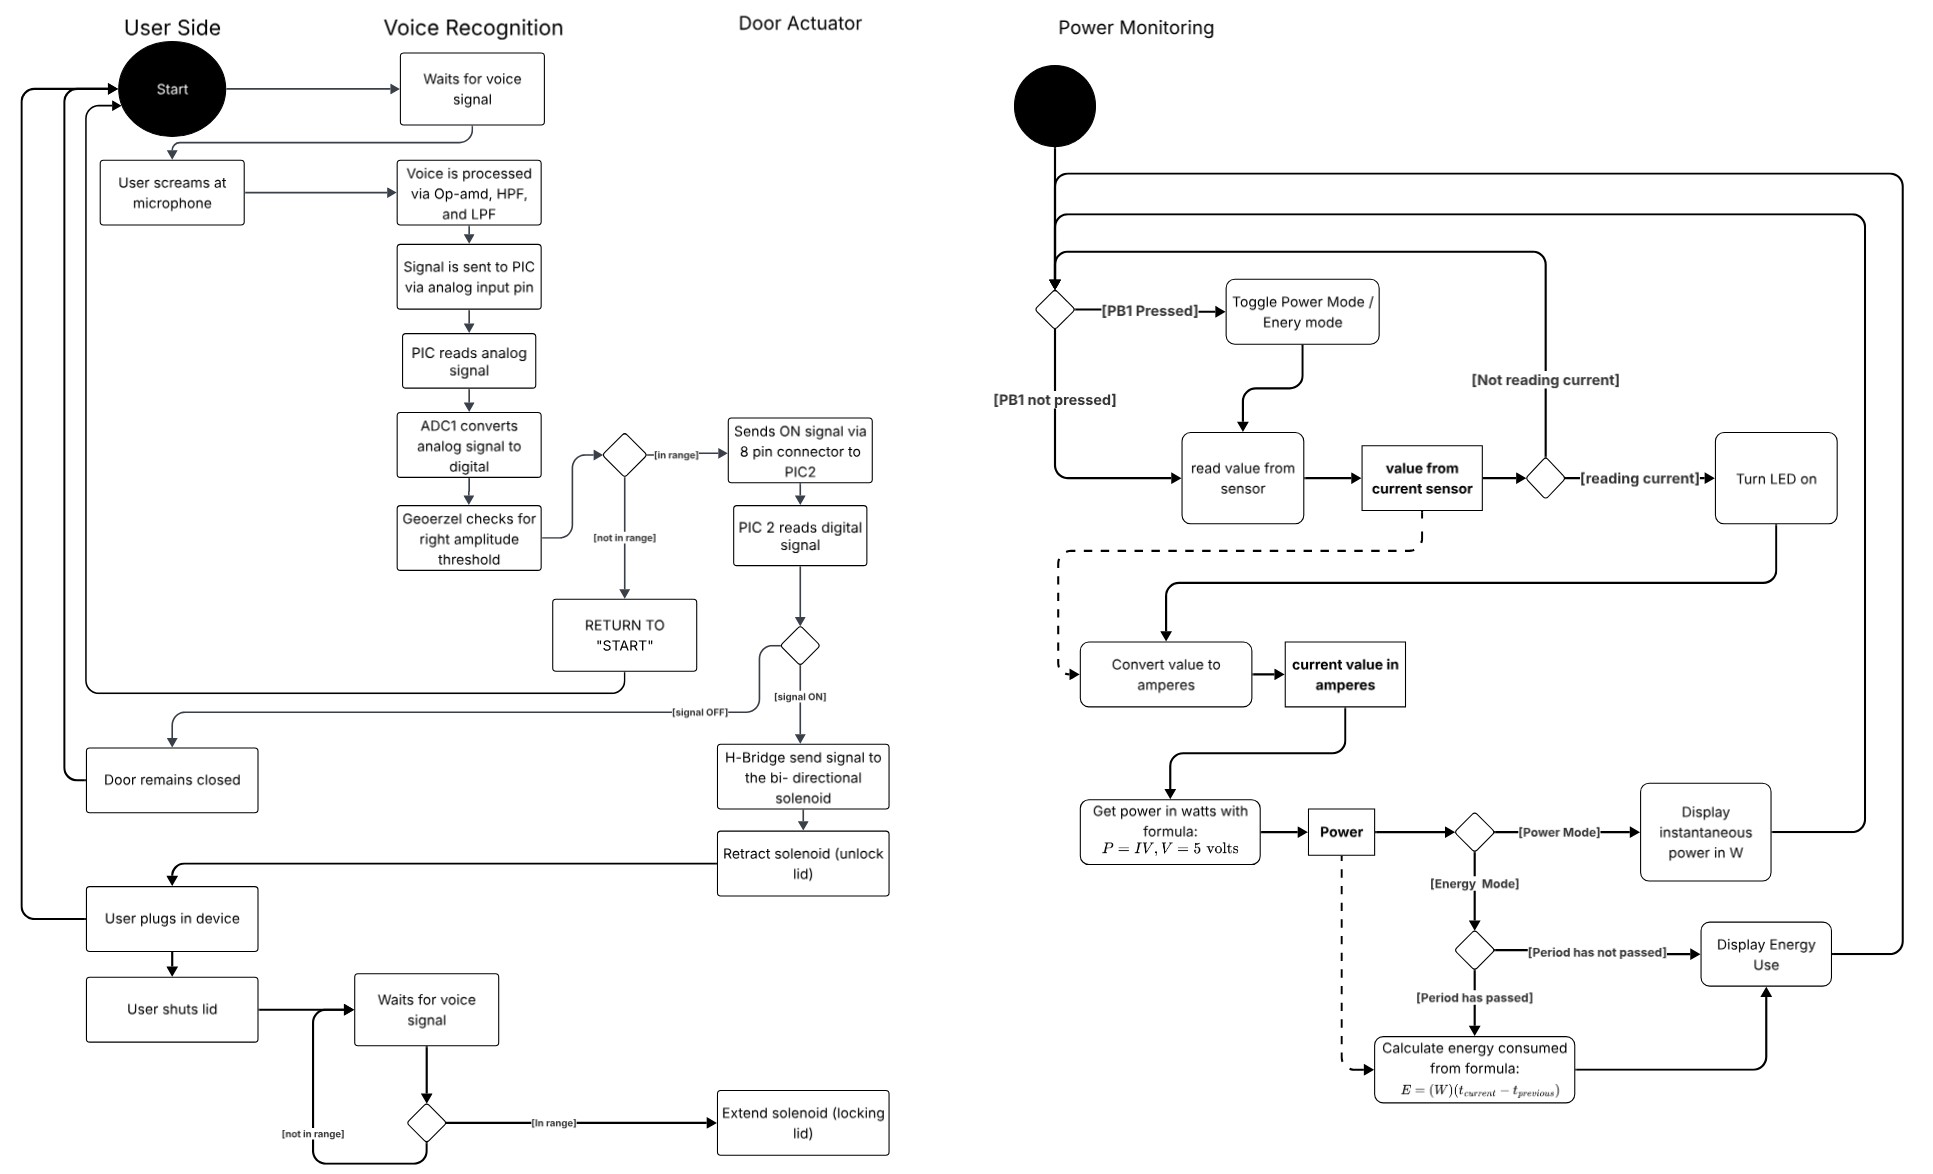 User Side
Voice Recognition
Door Actuator
Power Monitoring
Start
Waits for voice
signal
User screams at
microphone
Voice is processed
via Op-amd, HPF,
and LPF
Signal is sent to PIC
via analog input pin
PIC reads analog
signal
ADC1 converts
analog signal to
digital
Geoerzel checks for
right amplitude
threshold
[in range]
[not in range]
RETURN TO
"START"
Sends ON signal via
8 pin connector to
PIC2
PIC 2 reads digital
signal
[signal ON]
[signal OFF]
Door remains closed
H-Bridge send signal to
the bi- directional
solenoid
Retract solenoid (unlock
lid)
User plugs in device
User shuts lid
Waits for voice
signal
[not in range]
[In range]
Extend solenoid (locking
lid)
[PB1 Pressed]
Toggle Power Mode /
Enery mode
[PB1 not pressed]
read value from
sensor
value from
current sensor
[Not reading current]
[reading current]
Turn LED on
Convert value to
amperes
current value in
amperes
Get power in watts with
formula:
P = IV, V = 5 volts
Power
[Power Mode]
Display
instantaneous
power in W
[Energy Mode]
[Period has not passed]
Display Energy
Use
[Period has passed]
Calculate energy consumed
from formula:
E = (W)(t_current − t_previous)